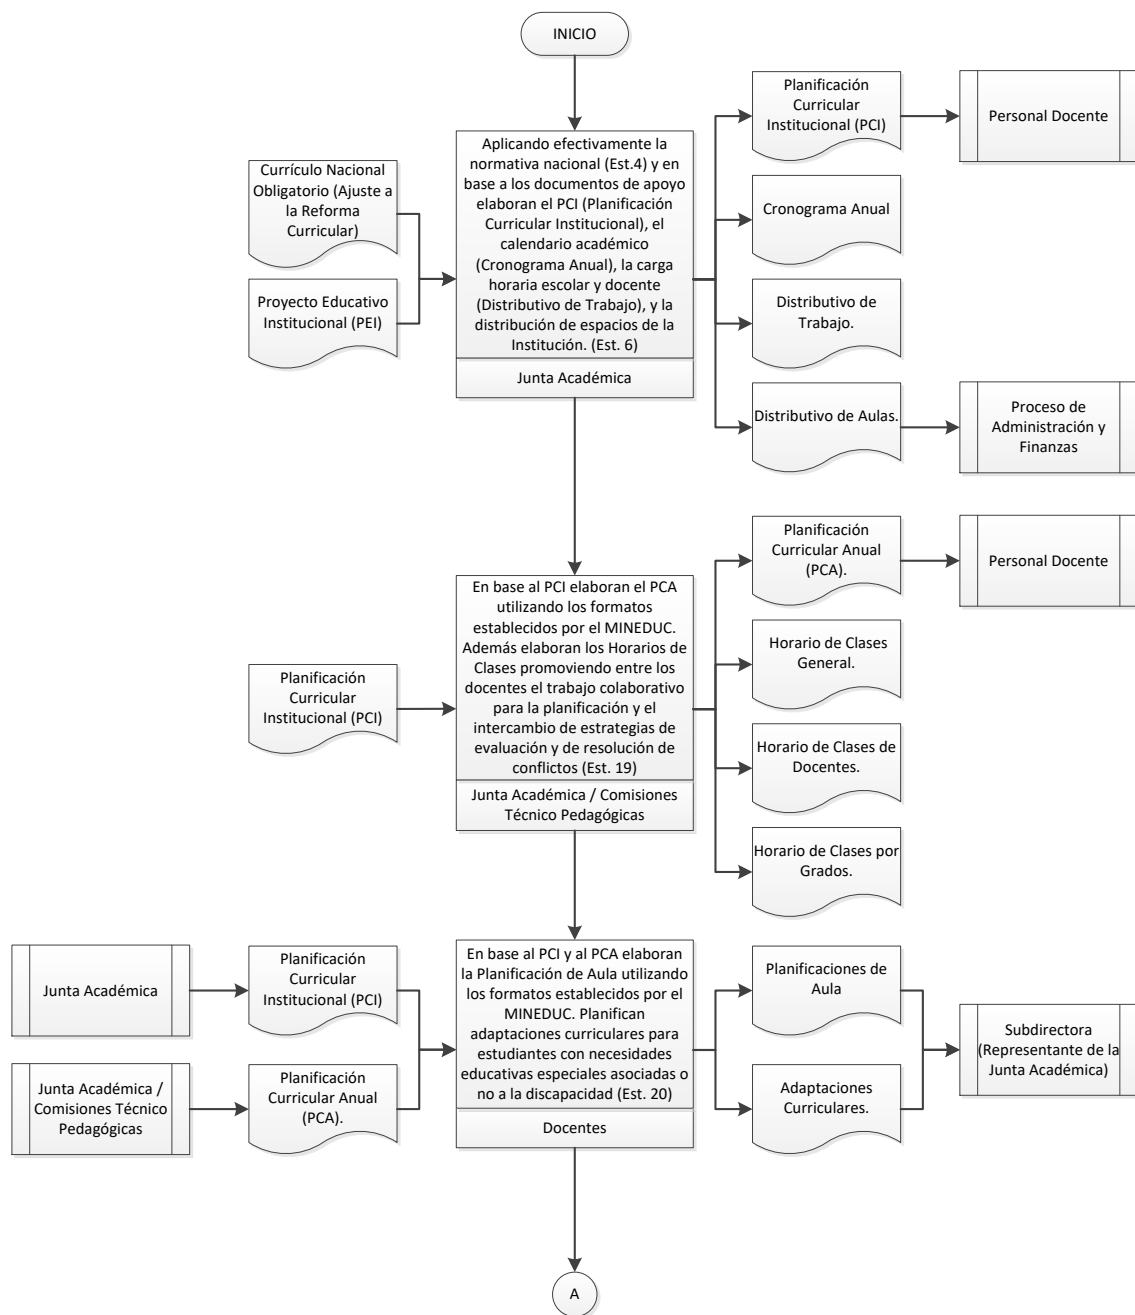 INICIO
Planificación
Curricular
Institucional (PCI)
Personal Docente
Aplicando efectivamente la
normativa nacional (Est.4) y en
base a los documentos de apoyo
elaboran el PCI (Planificación
Curricular Institucional), el
calendario académico
(Cronograma Anual), la carga
horaria escolar y docente
(Distributivo de Trabajo), y la
distribución de espacios de la
Institución. (Est. 6)
Junta Académica
Currículo Nacional
Obligatorio (Ajuste a
la Reforma
Curricular)
Proyecto Educativo
Institucional (PEI)
Cronograma Anual
Distributivo de
Trabajo.
Distributivo de Aulas.
Proceso de
Administración y
Finanzas
Planificación
Curricular Anual
(PCA).
Personal Docente
En base al PCI elaboran el PCA
utilizando los formatos
establecidos por el MINEDUC.
Además elaboran los Horarios de
Clases promoviendo entre los
docentes el trabajo colaborativo
para la planificación y el
intercambio de estrategias de
evaluación y de resolución de
conflictos (Est. 19)
Junta Académica / Comisiones
Técnico Pedagógicas
Planificación
Curricular
Institucional (PCI)
Horario de Clases
General.
Horario de Clases de
Docentes.
Horario de Clases por
Grados.
Junta Académica
Planificación
Curricular
Institucional (PCI)
Junta Académica /
Comisiones Técnico
Pedagógicas
Planificación
Curricular Anual
(PCA).
En base al PCI y al PCA elaboran
la Planificación de Aula utilizando
los formatos establecidos por el
MINEDUC. Planifican
adaptaciones curriculares para
estudiantes con necesidades
educativas especiales asociadas o
no a la discapacidad (Est. 20)
Docentes
Planificaciones de
Aula
Adaptaciones
Curriculares.
Subdirectora
(Representante de la
Junta Académica)
A